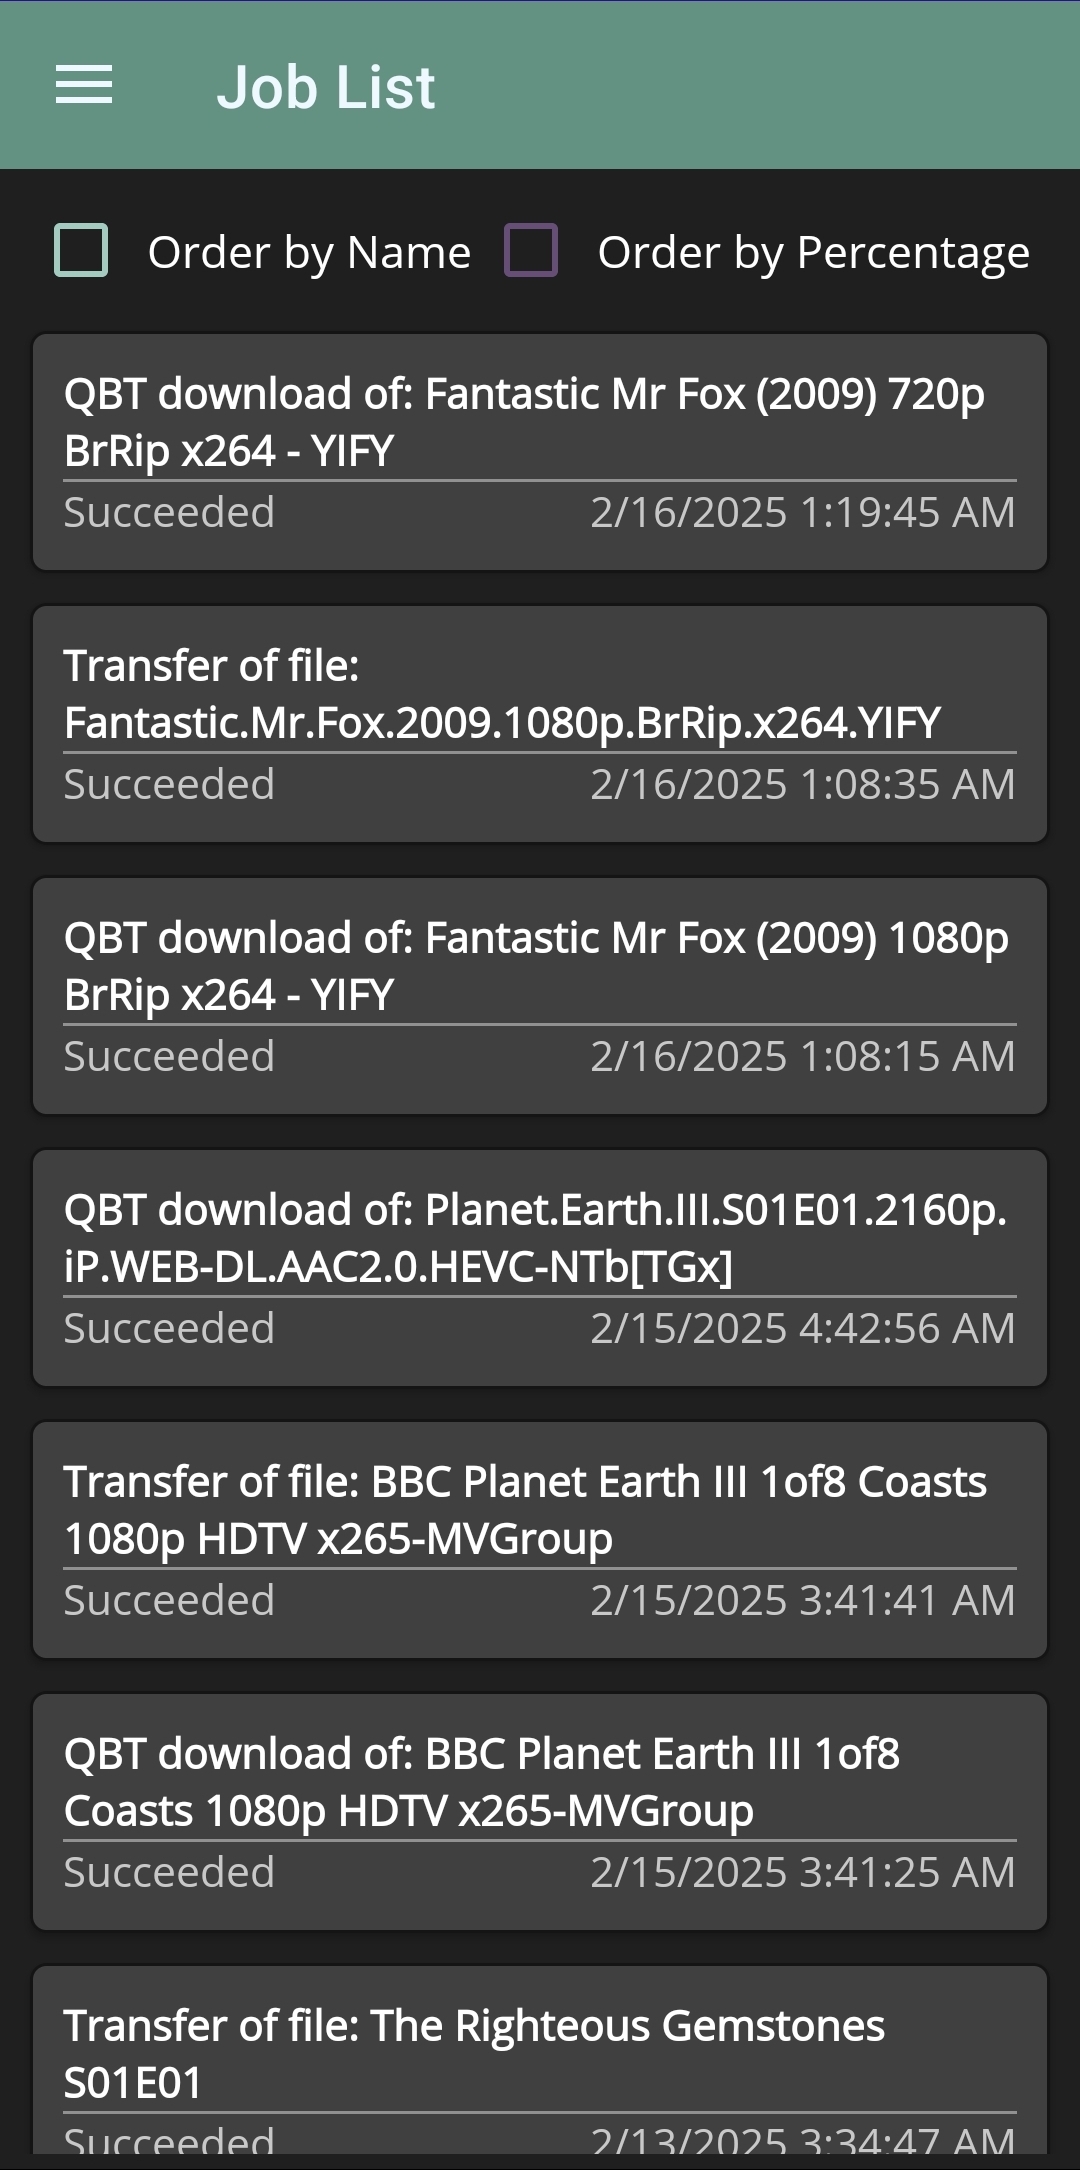 Job List
Order by Name Order by Percentage
QBT download of: Fantastic Mr Fox (2009) 720p
BrRip x264 - YIFY
Succeeded 2/16/2025 1:19:45 AM
Transfer of file:
Fantastic.Mr.Fox.2009.1080p.BrRip.x264.YIFY
Succeeded 2/16/2025 1:08:35 AM
QBT download of: Fantastic Mr Fox (2009) 1080p
BrRip x264 - YIFY
Succeeded 2/16/2025 1:08:15 AM
QBT download of: Planet.Earth.III.S01E01.2160p.
iP.WEB-DL.AAC2.0.HEVC-NTb[TGx]
Succeeded 2/15/2025 4:42:56 AM
Transfer of file: BBC Planet Earth III 1of8 Coasts
1080p HDTV x265-MVGroup
Succeeded 2/15/2025 3:41:41 AM
QBT download of: BBC Planet Earth III 1of8
Coasts 1080p HDTV x265-MVGroup
Succeeded 2/15/2025 3:41:25 AM
Transfer of file: The Righteous Gemstones
S01E01
Succeeded 2/13/2025 3:34:47 AM